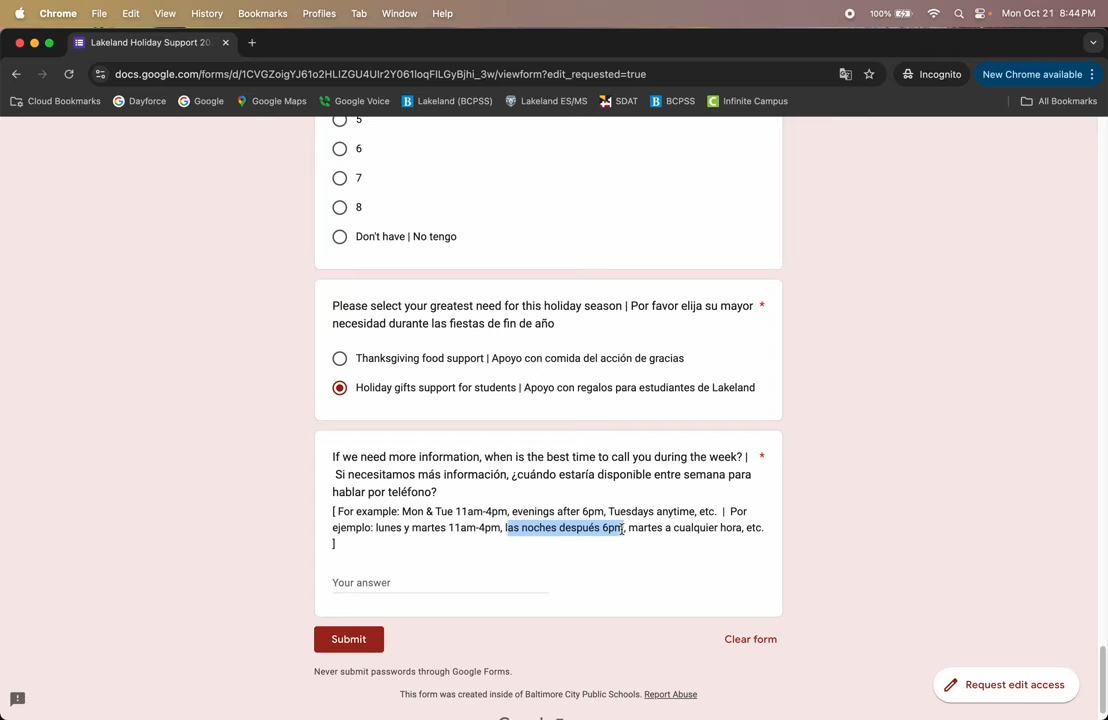 Chrome File Edit View History Bookmarks Profiles Tab Window Help 100% Mon Oct 21 8:44 PM
Lakeland Holiday Support 20
docs.google.com/forms/d/1CVGZoigYJ61o2HLIZGU4UIr2Y061IoqFILGyBjhi_3w/viewform?edit_requested=true Incognito New Chrome available
Cloud Bookmarks Dayforce Google Google Maps Google Voice Lakeland (BCPSS) Lakeland ES/MS SDAT BCPSS Infinite Campus All Bookmarks
5
6
7
8
Don't have | No tengo
Please select your greatest need for this holiday season | Por favor elija su mayor *
necesidad durante las fiestas de fin de año
Thanksgiving food support | Apoyo con comida del acción de gracias
Holiday gifts support for students | Apoyo con regalos para estudiantes de Lakeland
If we need more information, when is the best time to call you during the week? | *
Si necesitamos más información, ¿cuándo estaría disponible entre semana para
hablar por teléfono?
[ For example: Mon & Tue 11am-4pm, evenings after 6pm, Tuesdays anytime, etc. | Por
ejemplo: lunes y martes 11am-4pm, las noches después 6pm, martes a cualquier hora, etc.
]
Your answer
Submit Clear form
Never submit passwords through Google Forms.
Request edit access
This form was created inside of Baltimore City Public Schools. Report Abuse